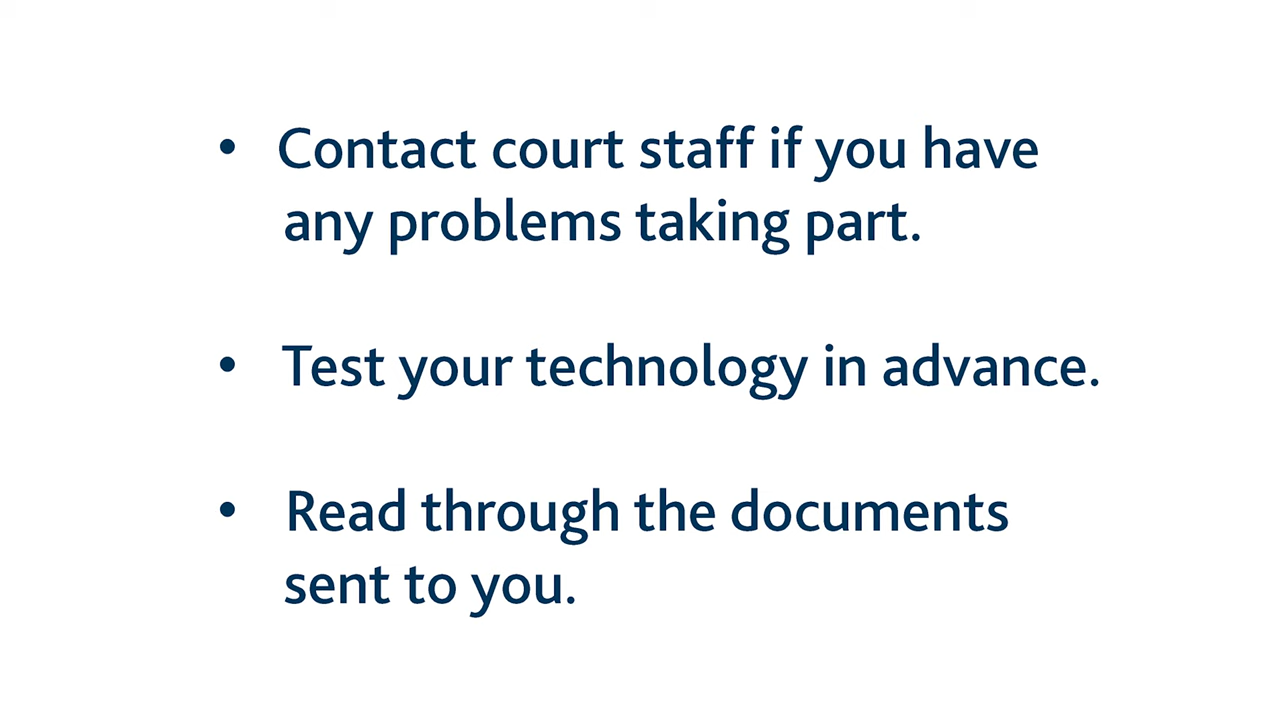 • Contact court staff if you have
any problems taking part.
• Test your technology in advance.
• Read through the documents
sent to you.